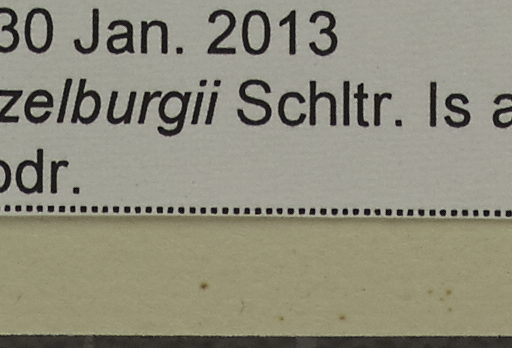 30 Jan. 2013
zelburgii Schltr. Is a
odr.